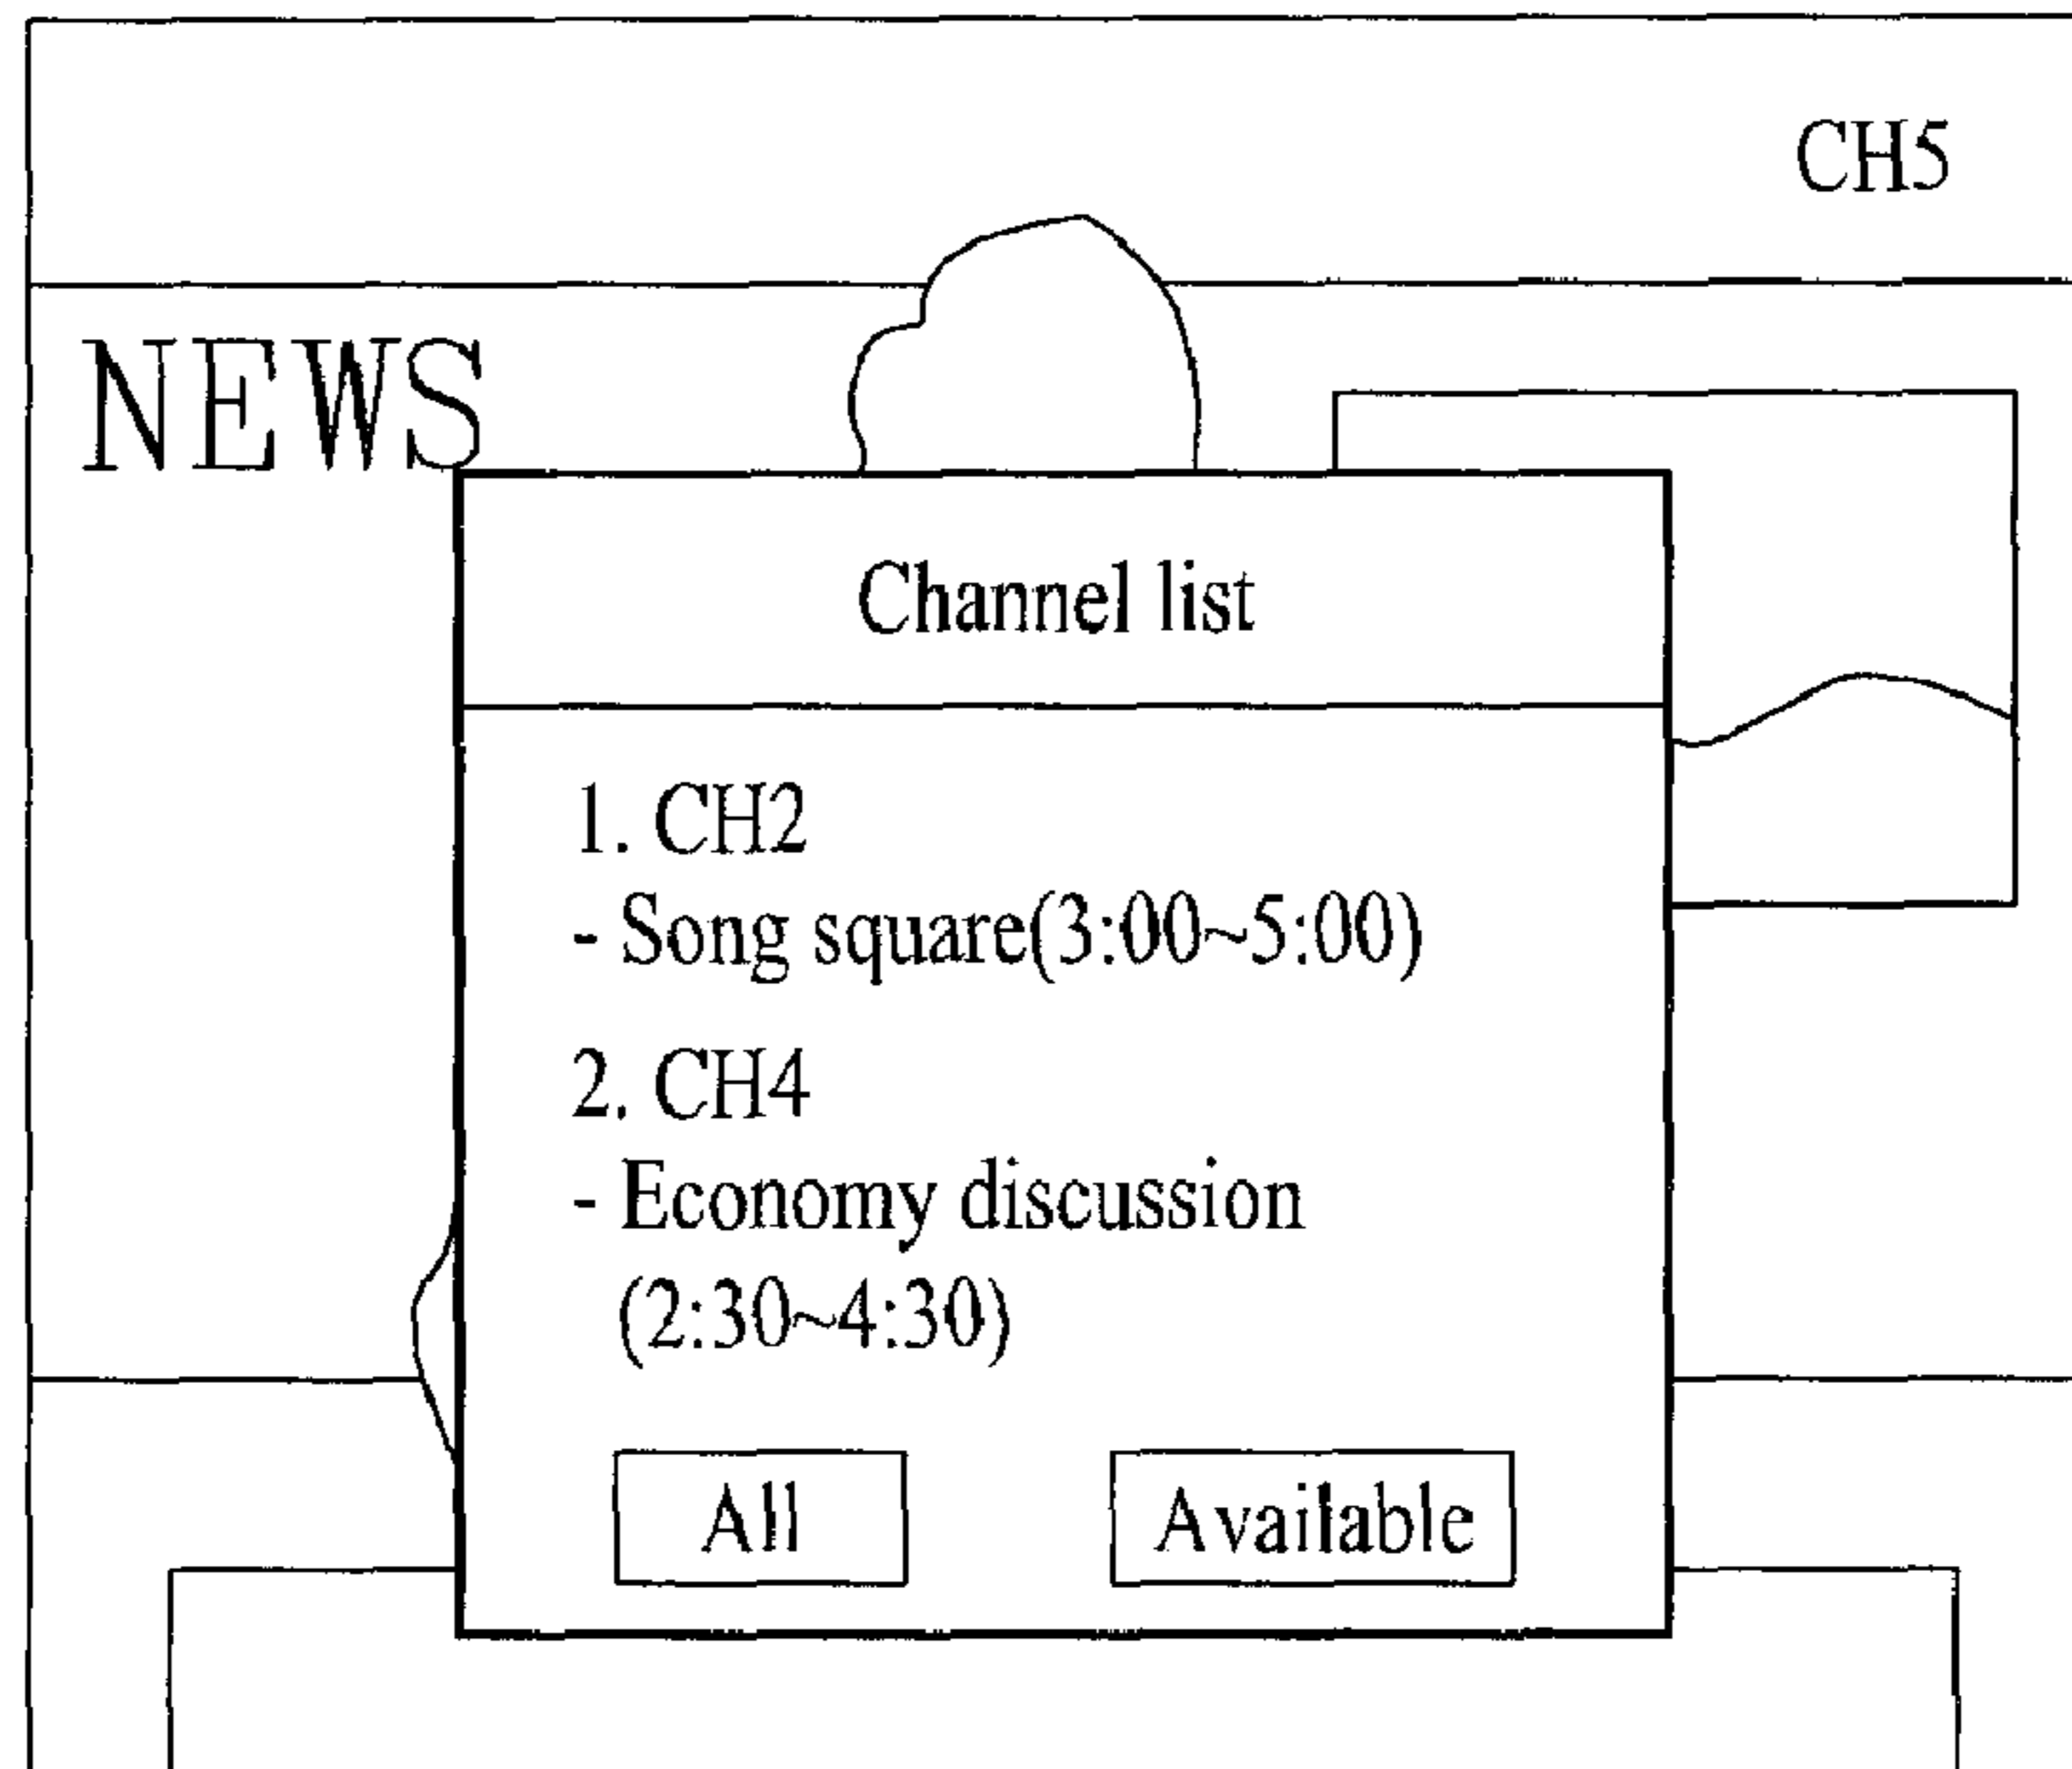 CH5
NEWS
Channel list
1. CH2
- Song square(3:00~5:00)
2. CH4
- Economy discussion
(2:30~4:30)
All
Available